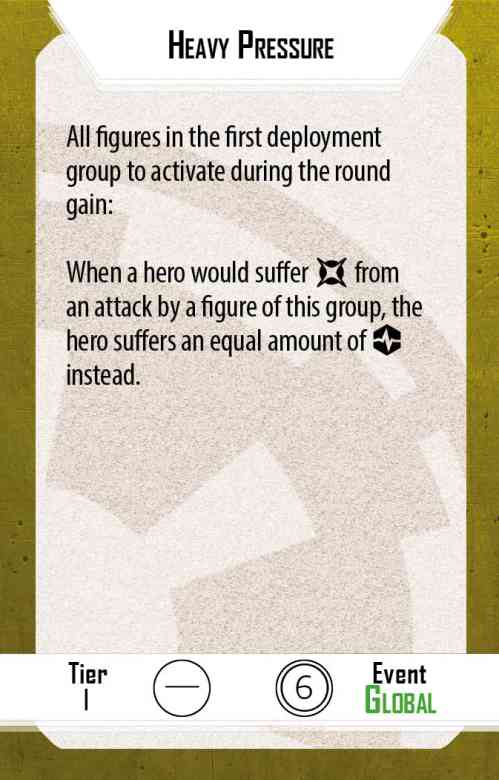 Heavy Pressure
All figures in the first deployment
group to activate during the round
gain:
When a hero would suffer from
an attack by a figure of this group, the
hero suffers an equal amount of
instead.
Tier
I
—
6
Event
Global